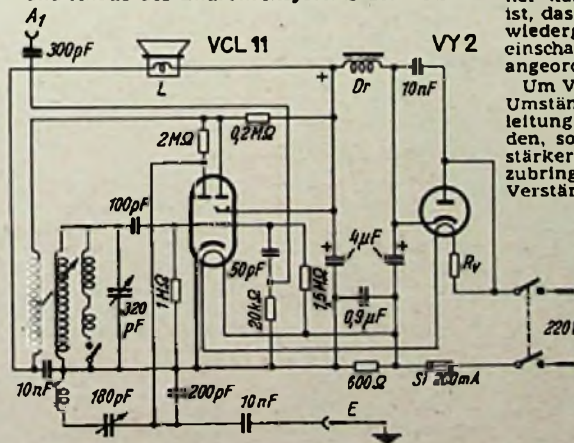 A1
300pF
VCL 11
VY 2
L
+
Dr
10nF
2MΩ
0,2MΩ
100pF
50pF
4µF
+
+
320
pF
1MΩ
20kΩ
1,5MΩ
0,9µF
RV
220
10nF
180pF
200pF
10nF
E
600Ω
Si 200mA
ist, das
wiederg
einschal
angeord
Um V
Umstän
leitung
den, so
stärker
zubring
Verstär